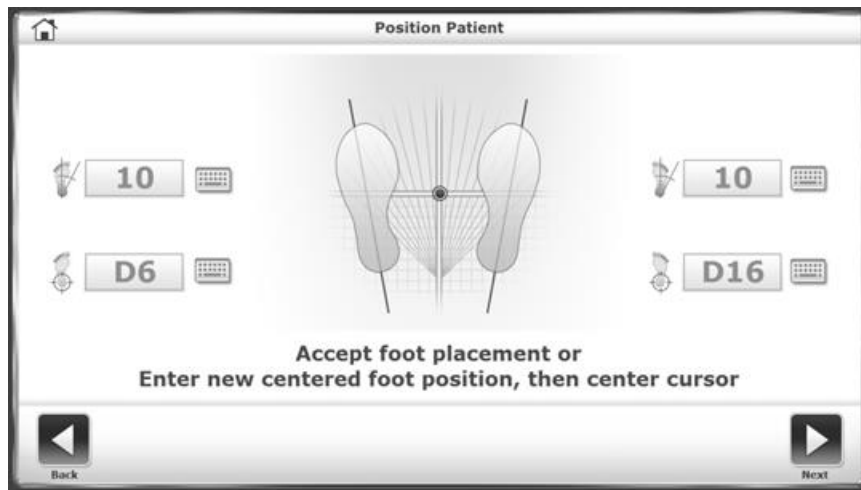 Position Patient
10
10
D6
D16
Accept foot placement or
Enter new centered foot position, then center cursor
Back
Next